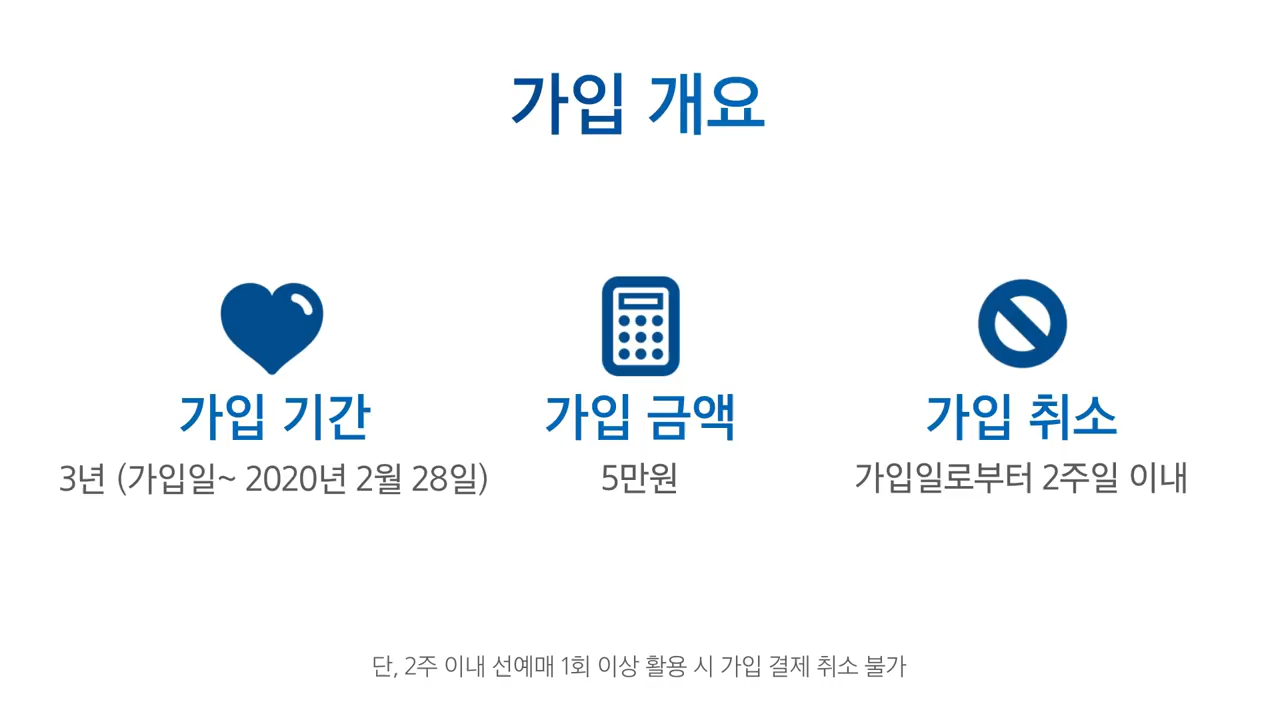 가입 개요
가입 기간
3년 (가입일~ 2020년 2월 28일)
가입 금액
5만원
가입 취소
가입일로부터 2주일 이내
단, 2주 이내 선예매 1회 이상 활용 시 가입 결제 취소 불가